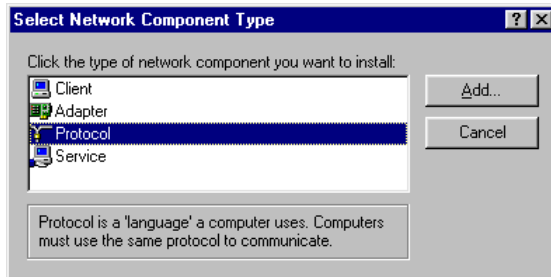 Select Network Component Type
Click the type of network component you want to install:
Client
Adapter
Protocol
Service
Add...
Cancel
Protocol is a 'language' a computer uses. Computers
must use the same protocol to communicate.